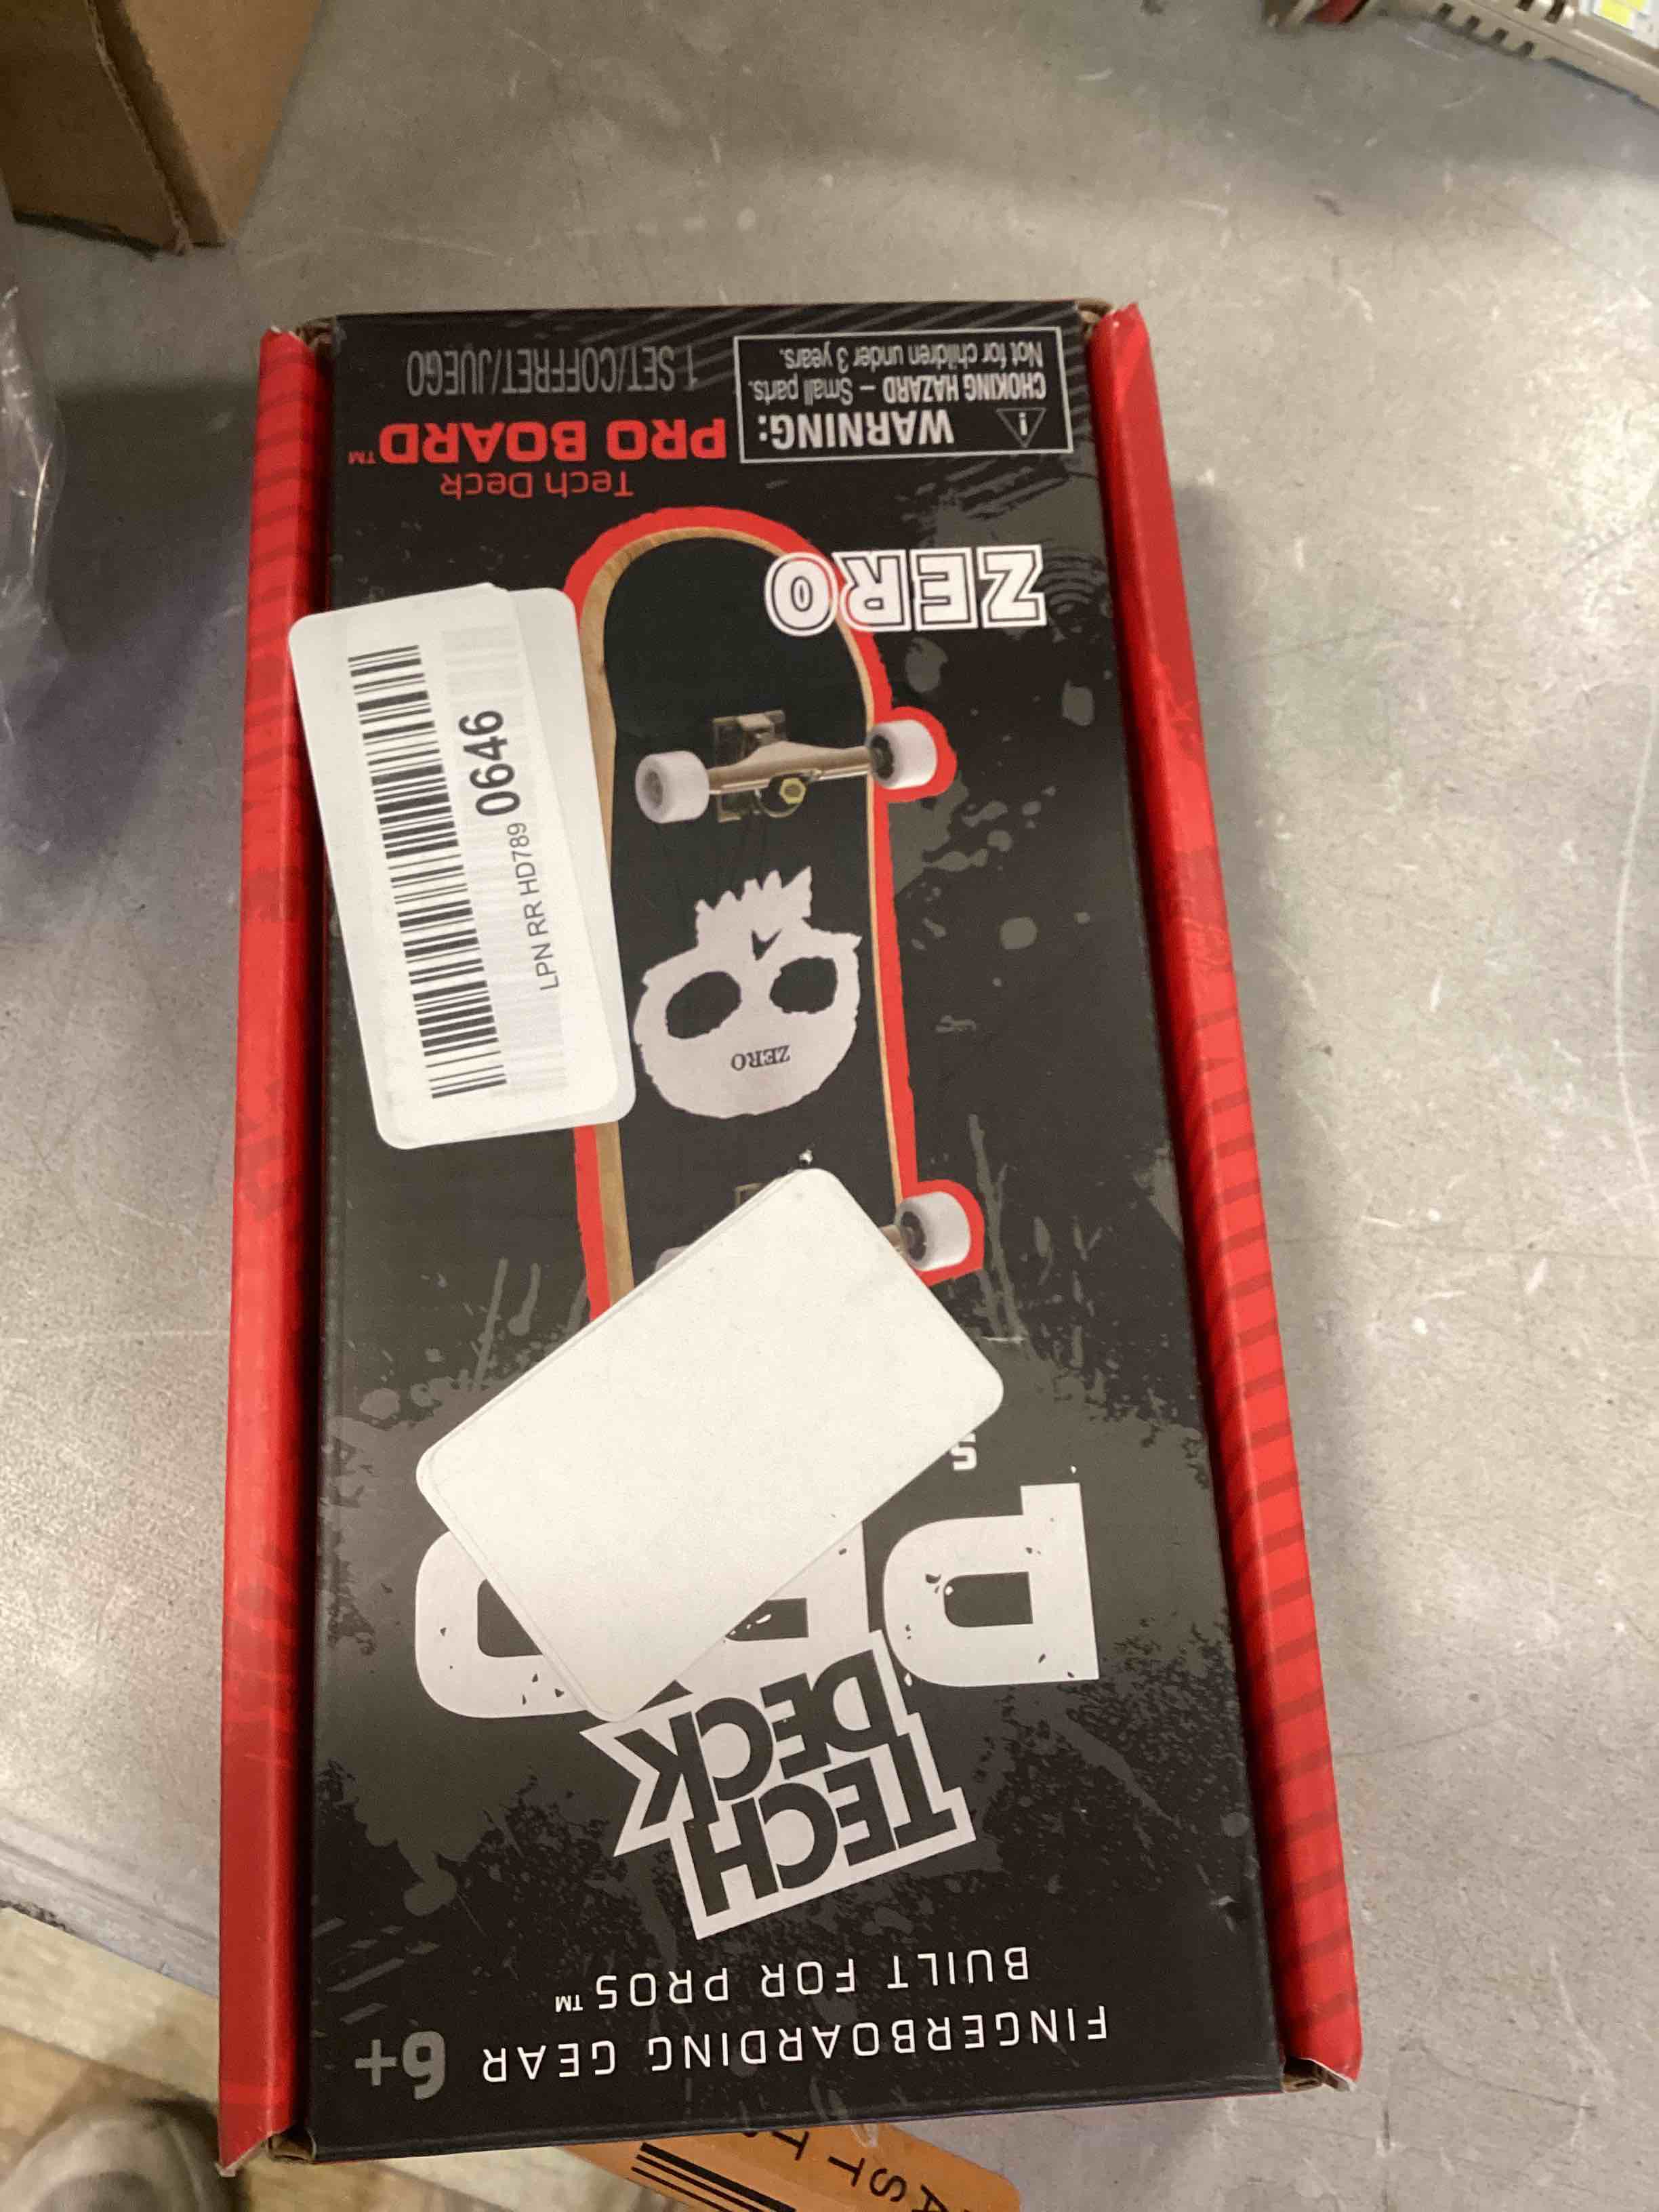 FINGERBOARDING GEAR 6+
BUILT FOR PROS™
TECH
DECK
P
S
ZERO
ZERO
Tech Deck
PRO BOARD™
1 SET/COFFRET/JUEGO
WARNING:
CHOKING HAZARD – Small parts.
Not for children under 3 years.
LPN RR HD789 0646